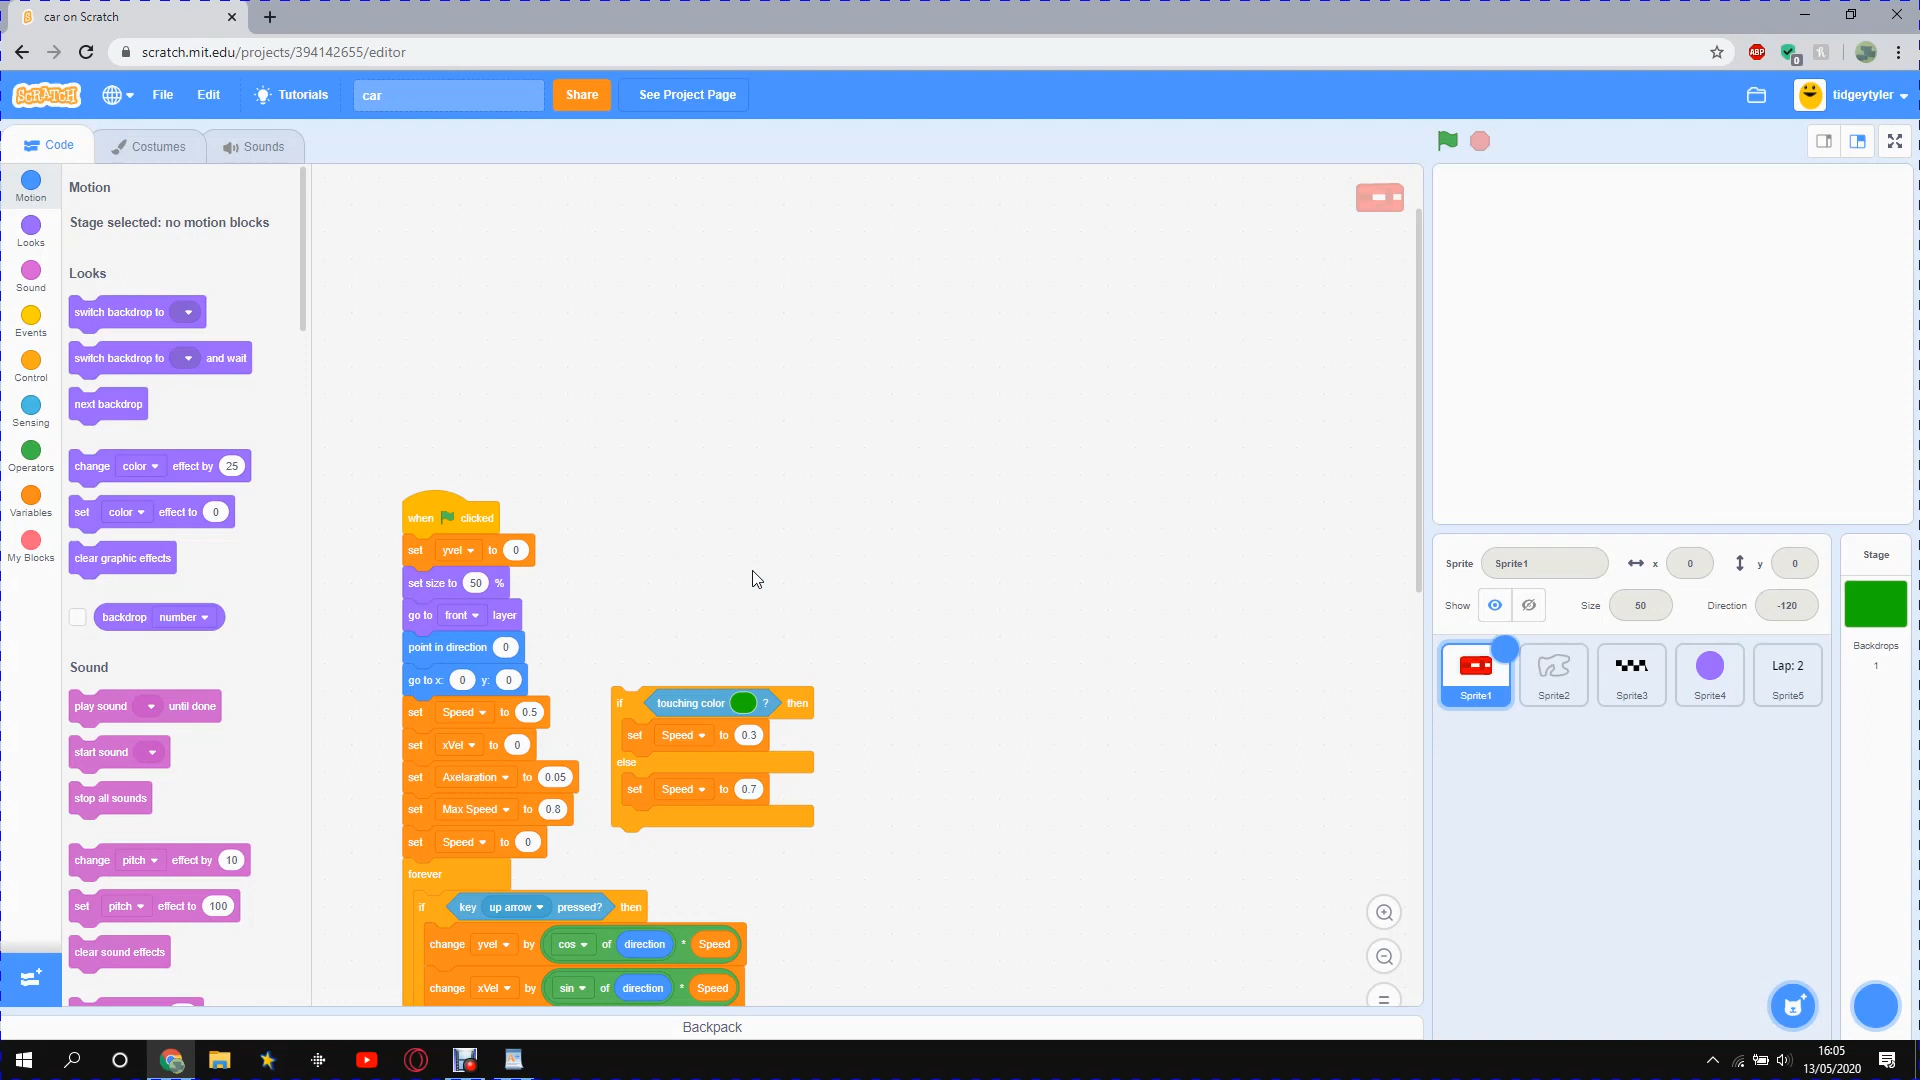 car on Scratch
scratch.mit.edu/projects/394142655/editor
ABP
0
SCRATCH
File
Edit
Tutorials
car
Share
See Project Page
tidgeytyler
Code
Costumes
Sounds
Motion
Looks
Sound
Events
Control
Sensing
Operators
Variables
My Blocks
Motion
Stage selected: no motion blocks
Looks
switch backdrop to
switch backdrop to and wait
next backdrop
change color effect by 25
set color effect to 0
clear graphic effects
backdrop number
Sound
play sound until done
start sound
stop all sounds
change pitch effect by 10
set pitch effect to 100
clear sound effects
when clicked
set yvel to 0
set size to 50 %
go to front layer
point in direction 0
go to x: 0 y: 0
set Speed to 0.5
set xVel to 0
set Axelaration to 0.05
set Max Speed to 0.8
set Speed to 0
forever
if key up arrow pressed? then
change yvel by cos of direction * Speed
change xVel by sin of direction * Speed
if touching color ? then
set Speed to 0.3
else
set Speed to 0.7
Backpack
Sprite Sprite1 x 0 y 0
Show Size 50 Direction -120
Sprite1
Sprite2
Sprite3
Sprite4
Lap: 2
Sprite5
Stage
Backdrops
1
16:05
13/05/2020